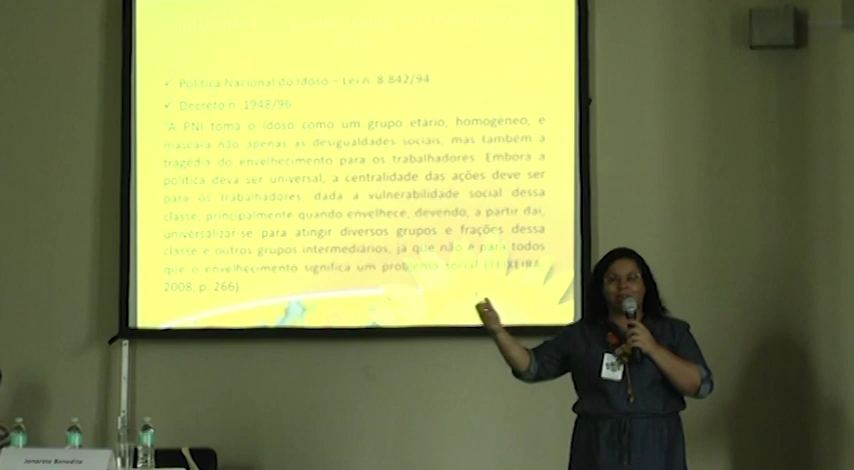 ✓ Política Nacional do Idoso – Lei n. 8.842/94
✓ Decreto n. 1948/96
"A PNI toma o idoso como um grupo etário, homogêneo, e
mascara não apenas as desigualdades sociais, mas também a
tragédia do envelhecimento para os trabalhadores. Embora a
política deva ser universal, a centralidade das ações deve ser
para os trabalhadores, dada a vulnerabilidade social dessa
classe, principalmente quando envelhece, devendo, a partir daí,
universalizar-se para atingir diversos grupos e frações dessa
classe e outros grupos intermediários, já que não é para todos
que o envelhecimento significa um problema social (TEIXEIRA,
2008, p. 266)
Benedita